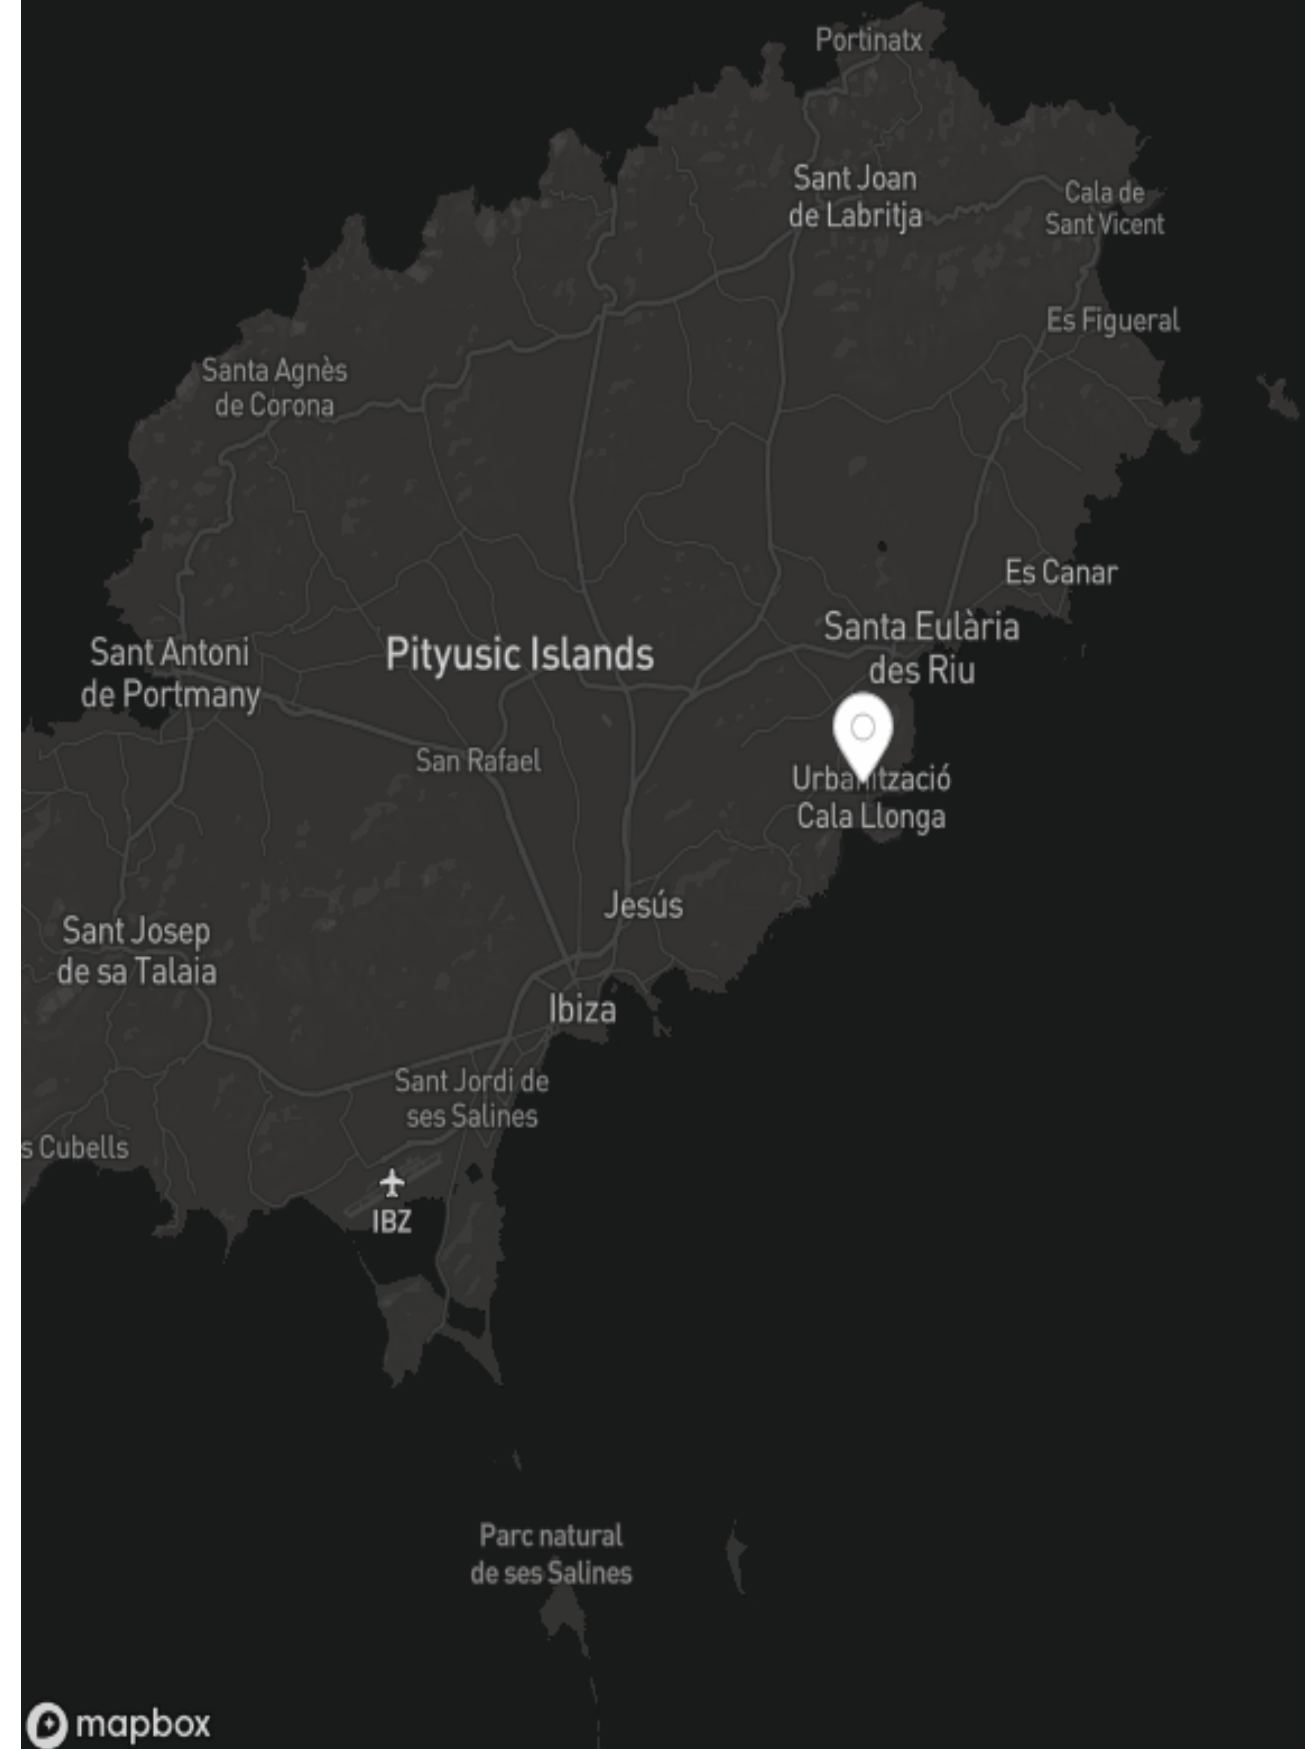 Portinatx
Sant Joan
de Labritja
Cala de
Sant Vicent
Es Figueral
Santa Agnès
de Corona
Es Canar
Santa Eulària
des Riu
Sant Antoni
de Portmany
Pityusic Islands
San Rafael
Urbanització
Cala Llonga
Jesús
Sant Josep
de sa Talaia
Ibiza
Sant Jordi de
ses Salines
s Cubells
IBZ
Parc natural
de ses Salines
mapbox